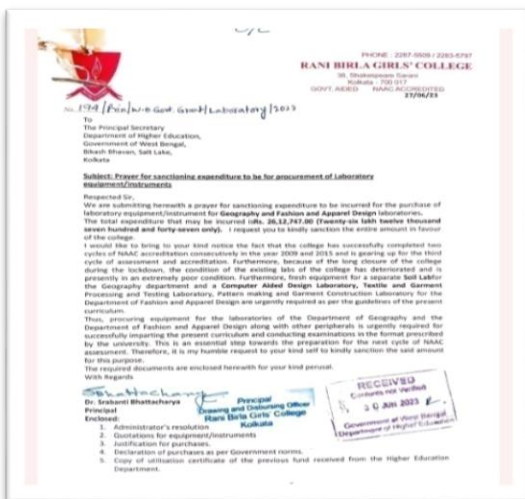 PHONE : 2287-5509 / 2283-5797
RANI BIRLA GIRLS' COLLEGE
38, Shakespeare Sarani
Kolkata - 700 017
GOVT. AIDED NAAC ACCREDITED
27/06/23
No. 194/Prin/W.B Govt. Grant/Laboratory/2023
To
The Principal Secretary
Department of Higher Education,
Government of West Bengal,
Bikash Bhavan, Salt Lake,
Kolkata
Subject: Prayer for sanctioning expenditure to be for procurement of Laboratory
equipment/instruments
Respected Sir,
We are submitting herewith a prayer for sanctioning expenditure to be incurred for the purchase of
laboratory equipment/instrument for Geography and Fashion and Apparel Design laboratories.
The total expenditure that may be incurred isRs. 26,12,747.00 (Twenty-six lakh twelve thousand
seven hundred and forty-seven only). I request you to kindly sanction the entire amount in favour
of the college.
I would like to bring to your kind notice the fact that the college has successfully completed two
cycles of NAAC accreditation consecutively in the year 2009 and 2015 and is gearing up for the third
cycle of assessment and accreditation. Furthermore, because of the long closure of the college
during the lockdown, the condition of the existing labs of the college has deteriorated and is
presently in an extremely poor condition. Furthermore, fresh equipment for a separate Soil Labfor
the Geography department and a Computer Aided Design Laboratory, Textile and Garment
Processing and Testing Laboratory, Pattern making and Garment Construction Laboratory for the
Department of Fashion and Apparel Design are urgently required as per the guidelines of the present
curriculum.
Thus, procuring equipment for the laboratories of the Department of Geography and the
Department of Fashion and Apparel Design along with other peripherals is urgently required for
successfully imparting the present curriculum and conducting examinations in the format prescribed
by the university. This is an essential step towards the preparation for the next cycle of NAAC
assessment. Therefore, it is my humble request to your kind self to kindly sanction the said amount
for this purpose.
The required documents are enclosed herewith for your kind perusal.
With Regards
Dr. Srabanti Bhattacharya
Principal
Principal
Drawing and Disbursing Officer
Rani Birla Girls' College
Kolkata
RECEIVED
Contents not Verified
30 JUN 2023
Government of West Bengal
Department of Higher Education
Enclosed:
1. Administrator's resolution
2. Quotations for equipment/instruments
3. Justification for purchases.
4. Declaration of purchases as per Government norms.
5. Copy of utilisation certificate of the previous fund received from the Higher Education
Department.